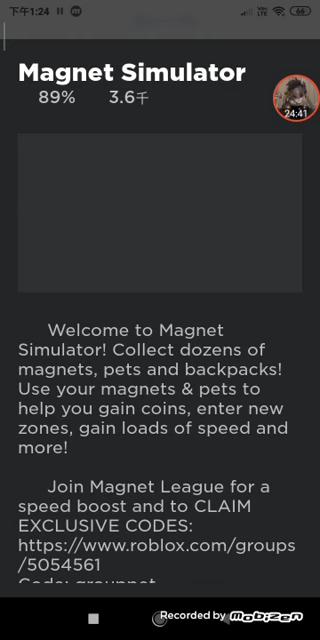 下午1:24
66
Magnet Simulator
89% 3.6千
24:41
Welcome to Magnet
Simulator! Collect dozens of
magnets, pets and backpacks!
Use your magnets & pets to
help you gain coins, enter new
zones, gain loads of speed and
more!
Join Magnet League for a
speed boost and to CLAIM
EXCLUSIVE CODES:
https://www.roblox.com/groups
/5054561
Recorded by mobizen